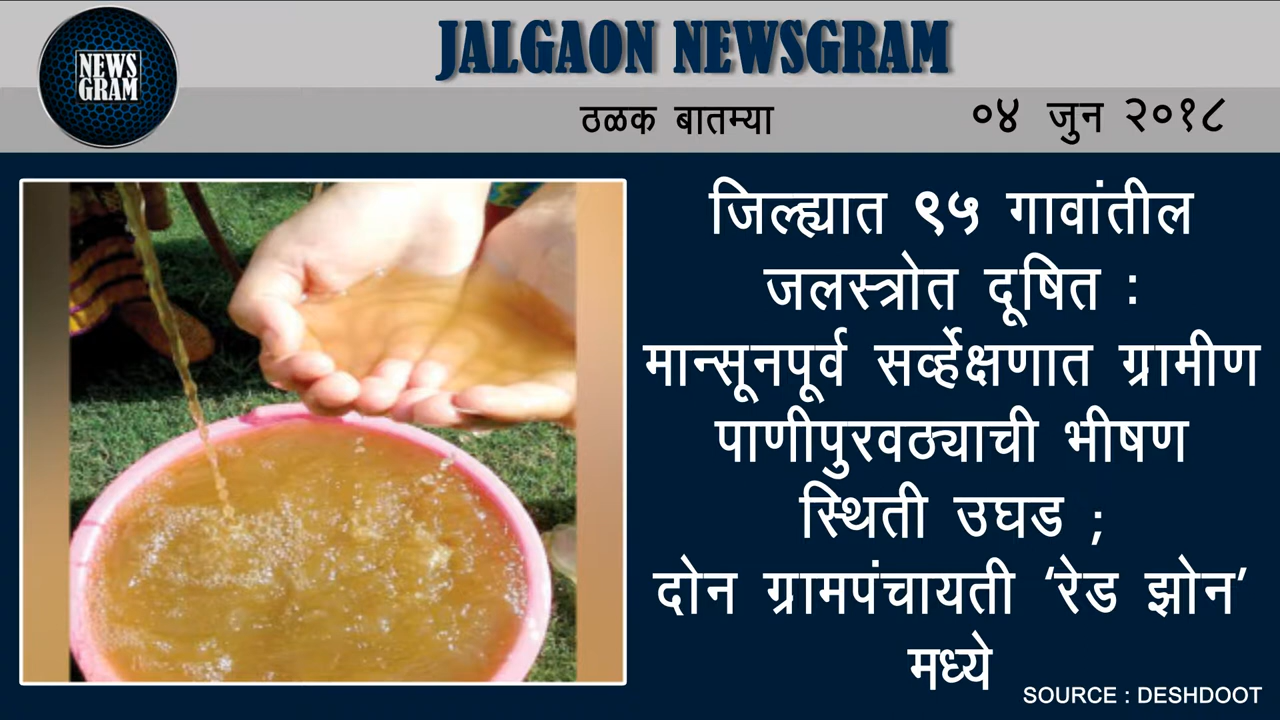 NEWS
GRAM
JALGAON NEWSGRAM
ठळक बातम्या
०४ जुन २०१८
जिल्ह्यात ९५ गावांतील
जलस्त्रोत दूषित :
मान्सूनपूर्व सर्व्हेक्षणात ग्रामीण
पाणीपुरवठ्याची भीषण
स्थिती उघड ;
दोन ग्रामपंचायती ‘रेड झोन’
मध्ये
SOURCE : DESHDOOT